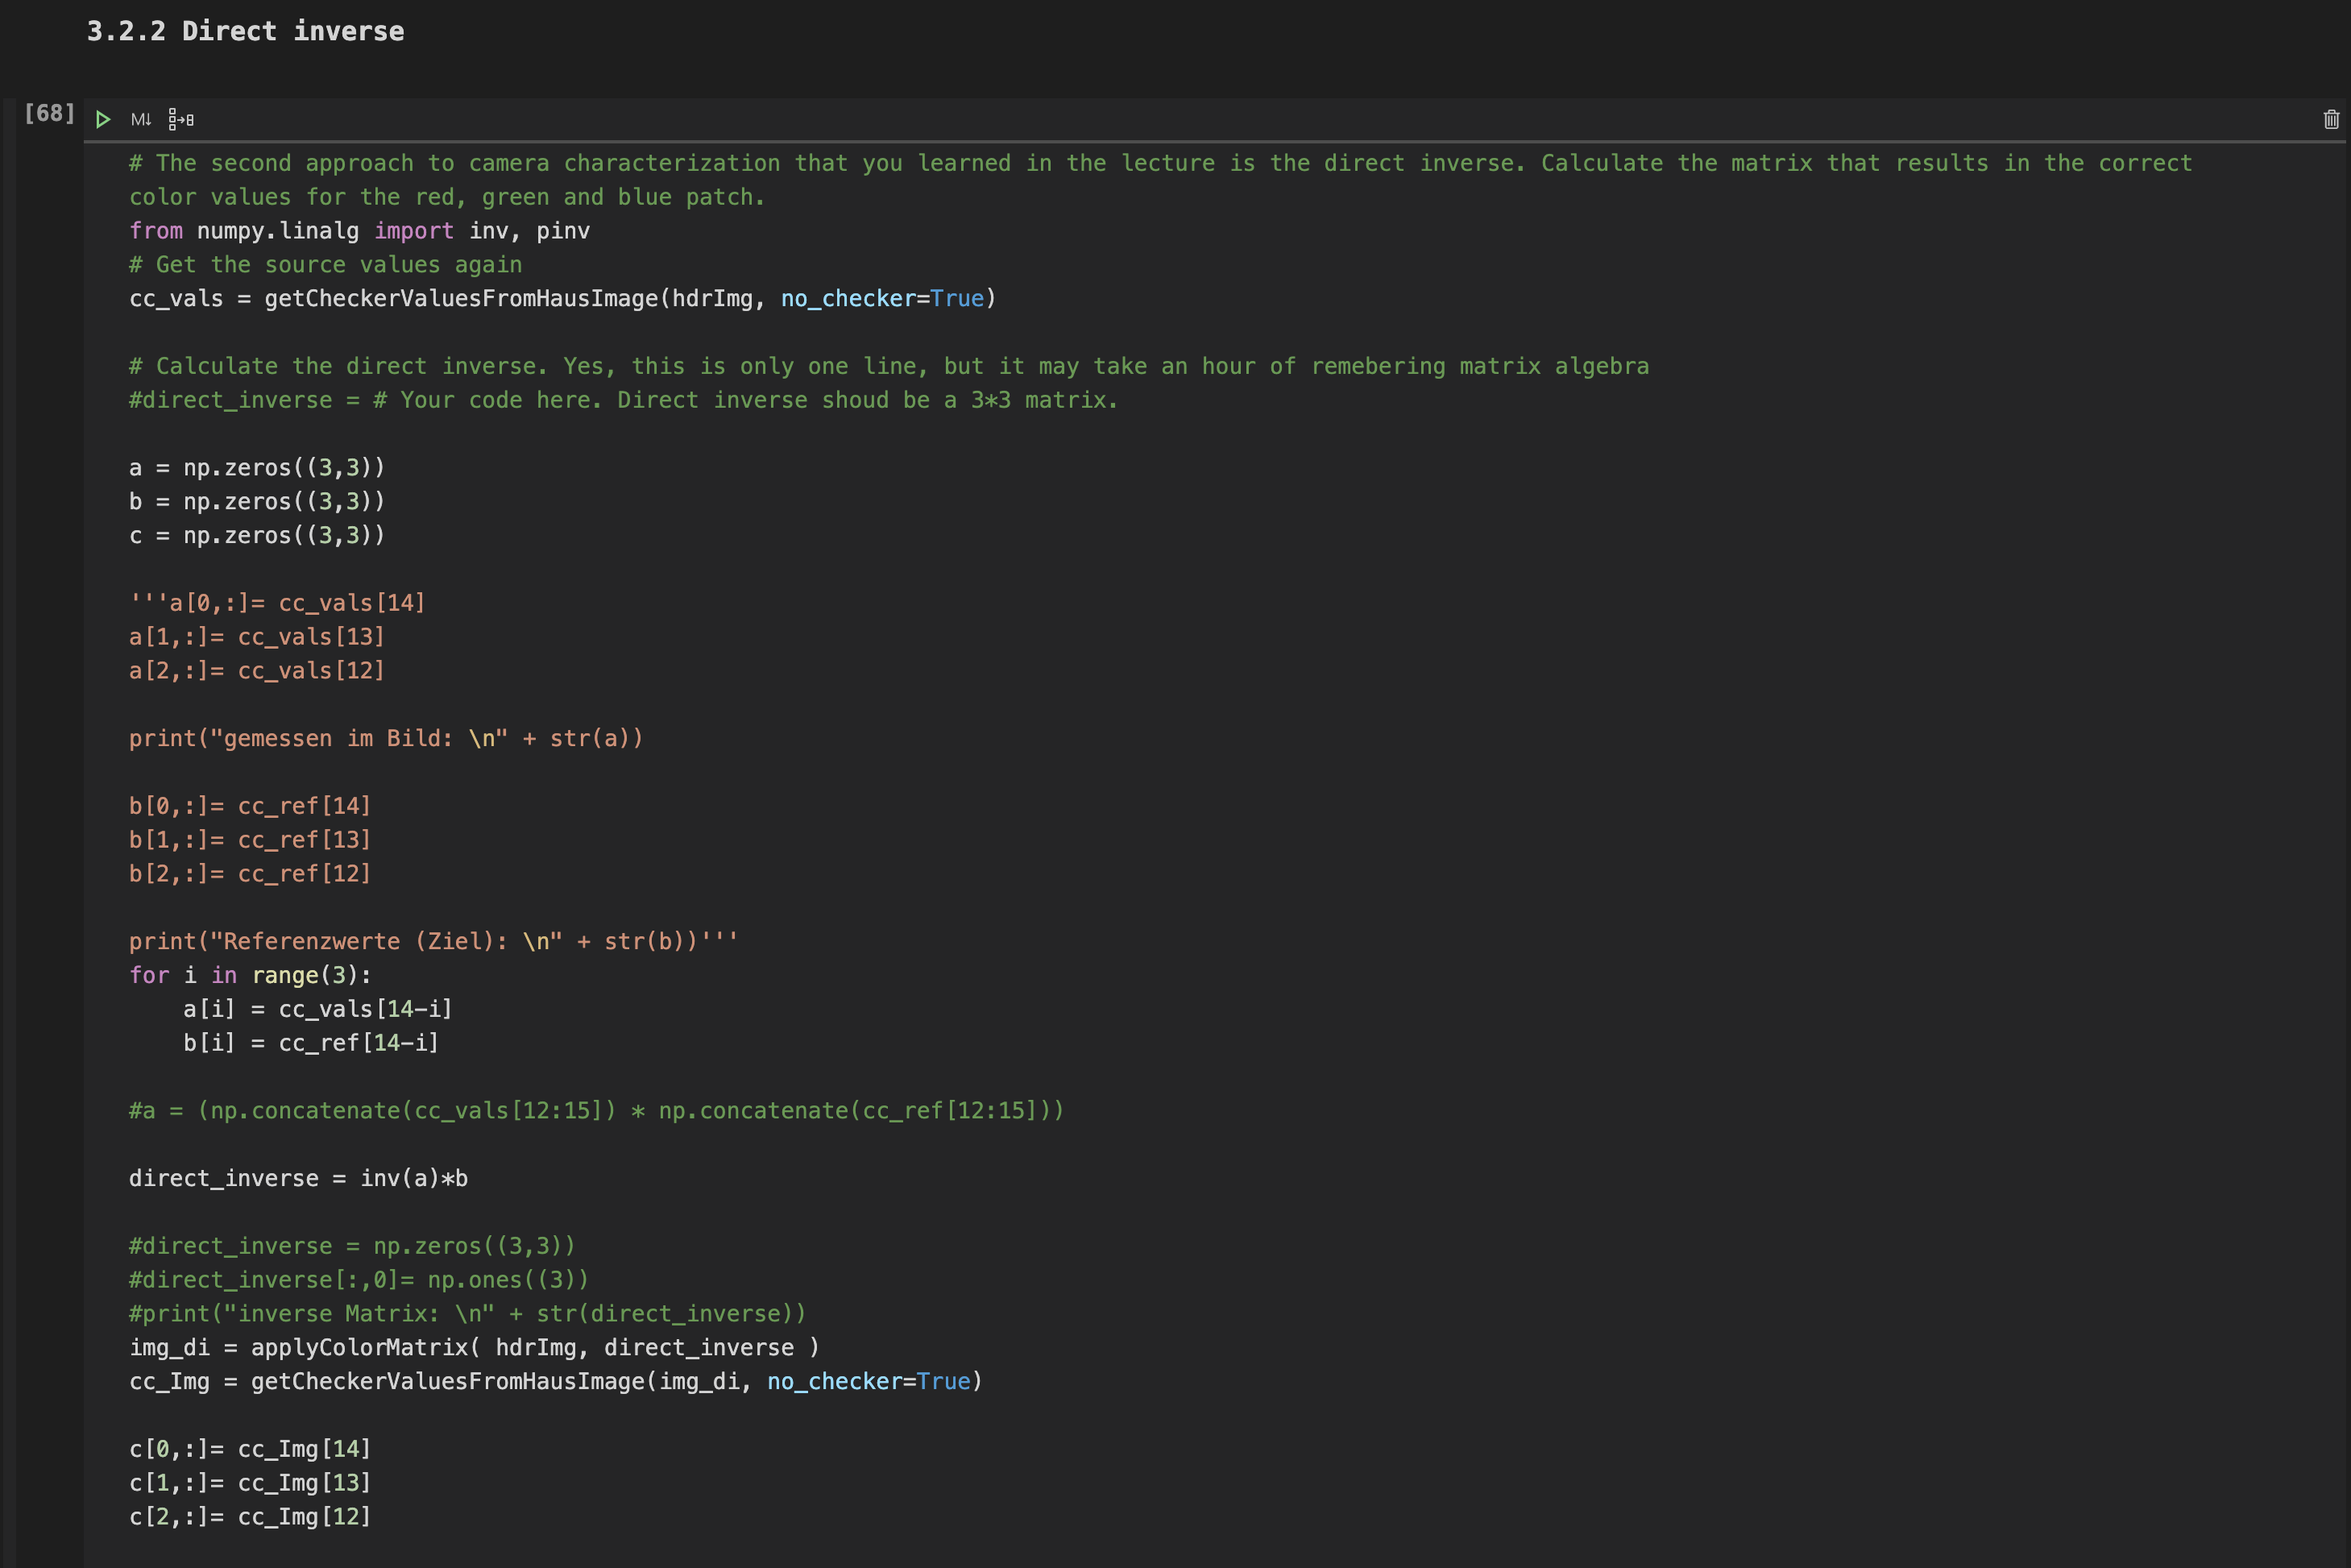 3.2.2 Direct inverse
[68]
M↓
# The second approach to camera characterization that you learned in the lecture is the direct inverse. Calculate the matrix that results in the correct
color values for the red, green and blue patch.
from numpy.linalg import inv, pinv
# Get the source values again
cc_vals = getCheckerValuesFromHausImage(hdrImg, no_checker=True)
# Calculate the direct inverse. Yes, this is only one line, but it may take an hour of remebering matrix algebra
#direct_inverse = # Your code here. Direct inverse shoud be a 3*3 matrix.
a = np.zeros((3,3))
b = np.zeros((3,3))
c = np.zeros((3,3))
'''a[0,:]= cc_vals[14]
a[1,:]= cc_vals[13]
a[2,:]= cc_vals[12]
print("gemessen im Bild: \n" + str(a))
b[0,:]= cc_ref[14]
b[1,:]= cc_ref[13]
b[2,:]= cc_ref[12]
print("Referenzwerte (Ziel): \n" + str(b))'''
for i in range(3):
    a[i] = cc_vals[14-i]
    b[i] = cc_ref[14-i]
#a = (np.concatenate(cc_vals[12:15]) * np.concatenate(cc_ref[12:15]))
direct_inverse = inv(a)*b
#direct_inverse = np.zeros((3,3))
#direct_inverse[:,0]= np.ones((3))
#print("inverse Matrix: \n" + str(direct_inverse))
img_di = applyColorMatrix( hdrImg, direct_inverse )
cc_Img = getCheckerValuesFromHausImage(img_di, no_checker=True)
c[0,:]= cc_Img[14]
c[1,:]= cc_Img[13]
c[2,:]= cc_Img[12]